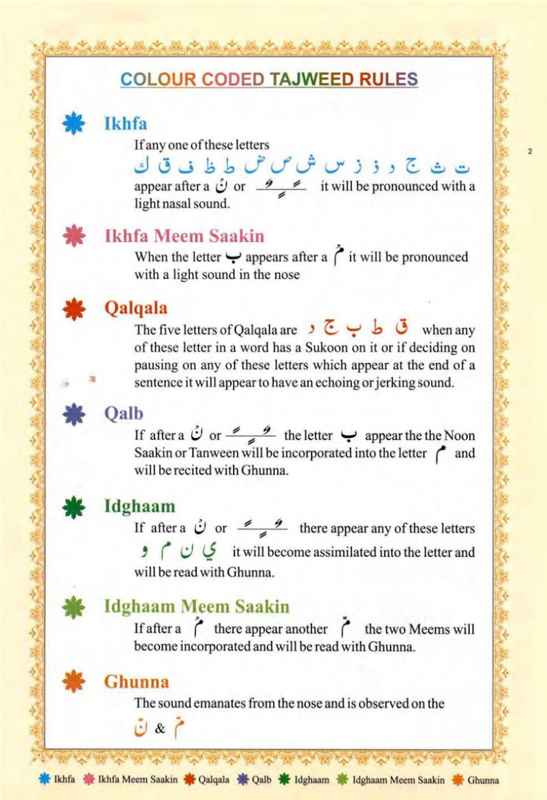 COLOUR CODED TAJWEED RULES
2
Ikhfa
If any one of these letters
ت ث ج د ذ ز س ش ص ض ط ظ ف ق ك
appear after a نْ or ـًـٍـٌ it will be pronounced with a
light nasal sound.
Ikhfa Meem Saakin
When the letter ب appears after a مْ it will be pronounced
with a light sound in the nose
Qalqala
The five letters of Qalqala are ق ط ب ج د when any
of these letter in a word has a Sukoon on it or if deciding on
pausing on any of these letters which appear at the end of a
sentence it will appear to have an echoing or jerking sound.
Qalb
If after a نْ or ـًـٍـٌ the letter ب appear the the Noon
Saakin or Tanween will be incorporated into the letter م and
will be recited with Ghunna.
Idghaam
If after a نْ or ـًـٍـٌ there appear any of these letters
ي ن م و it will become assimilated into the letter and
will be read with Ghunna.
Idghaam Meem Saakin
If after a مْ there appear another مّ the two Meems will
become incorporated and will be read with Ghunna.
Ghunna
The sound emanates from the nose and is observed on the
نّ & مّ
Ikhfa Ikhfa Meem Saakin Qalqala Qalb Idghaam Idghaam Meem Saakin Ghunna